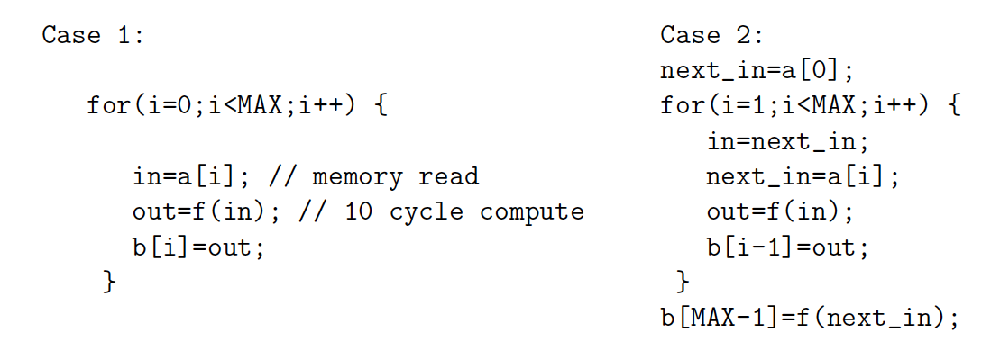 Case 1:
for(i=0;i<MAX;i++) {
in=a[i]; // memory read
out=f(in); // 10 cycle compute
b[i]=out;
}
Case 2:
next_in=a[0];
for(i=1;i<MAX;i++) {
in=next_in;
next_in=a[i];
out=f(in);
b[i-1]=out;
}
b[MAX-1]=f(next_in);